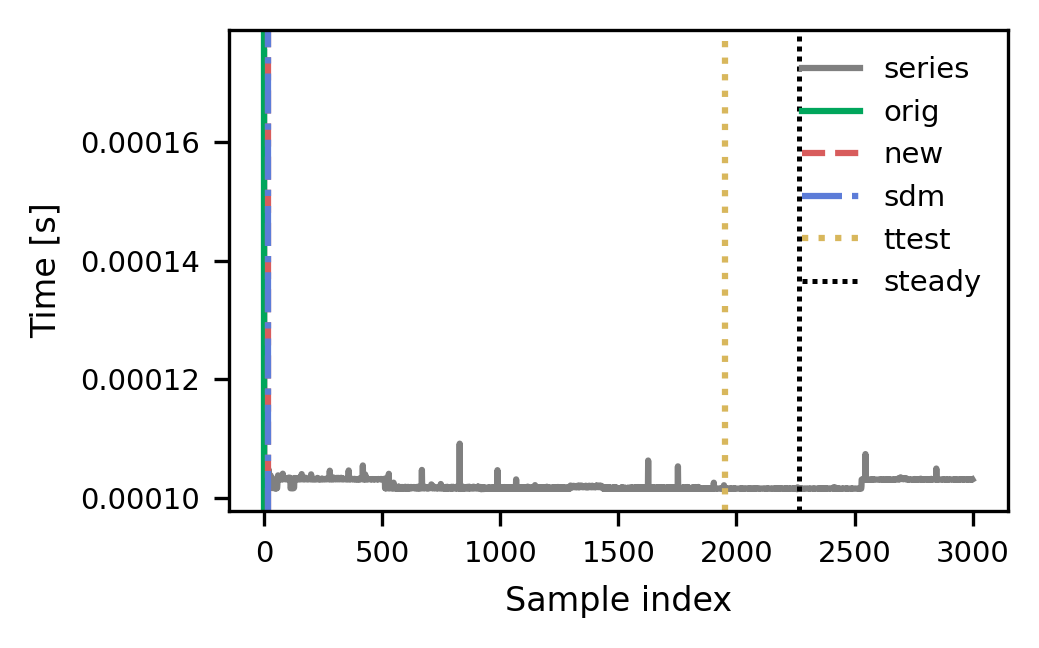 series
orig
new
sdm
ttest
steady
0.00016
0.00014
0.00012
0.00010
Time [s]
0 500 1000 1500 2000 2500 3000
Sample index